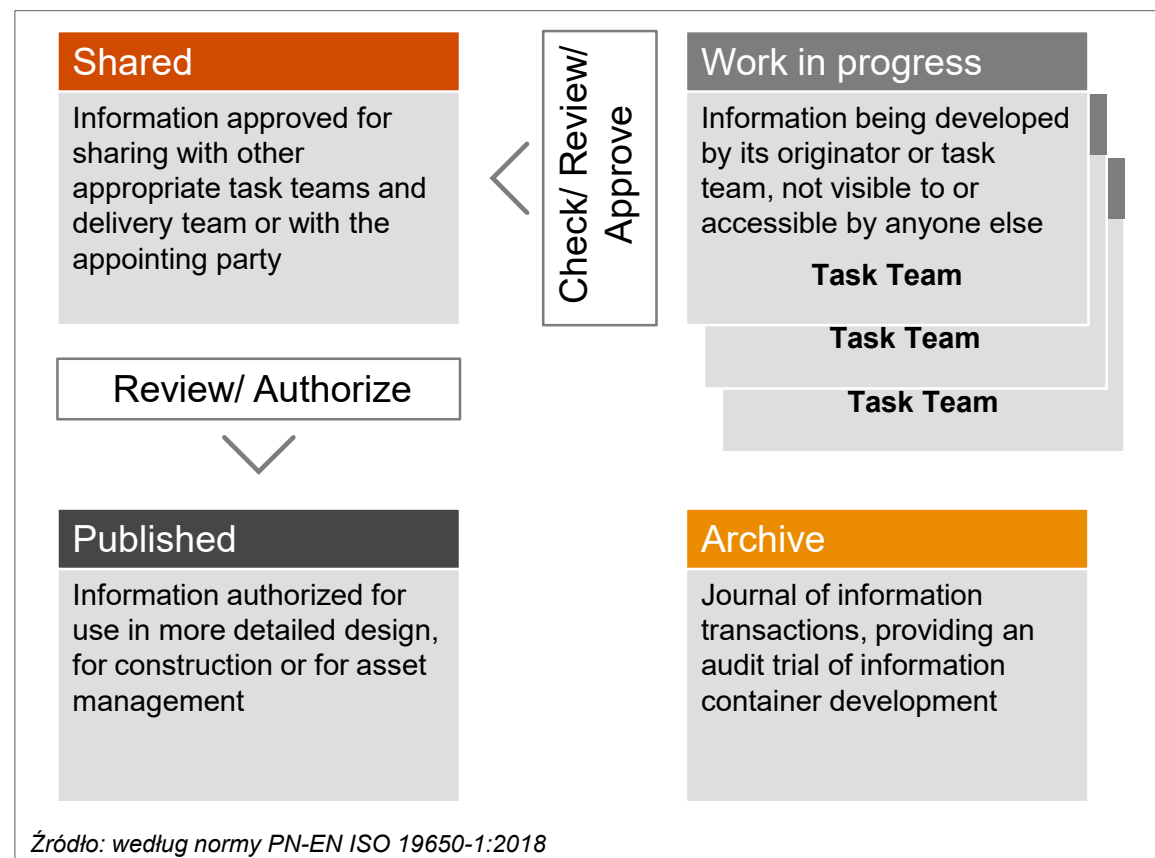 Shared
Information approved for
sharing with other
appropriate task teams and
delivery team or with the
appointing party
Check/ Review/
Approve
Work in progress
Information being developed
by its originator or task
team, not visible to or
accessible by anyone else
Task Team
Task Team
Task Team
Review/ Authorize
Published
Information authorized for
use in more detailed design,
for construction or for asset
management
Archive
Journal of information
transactions, providing an
audit trial of information
container development
Źródło: według normy PN-EN ISO 19650-1:2018